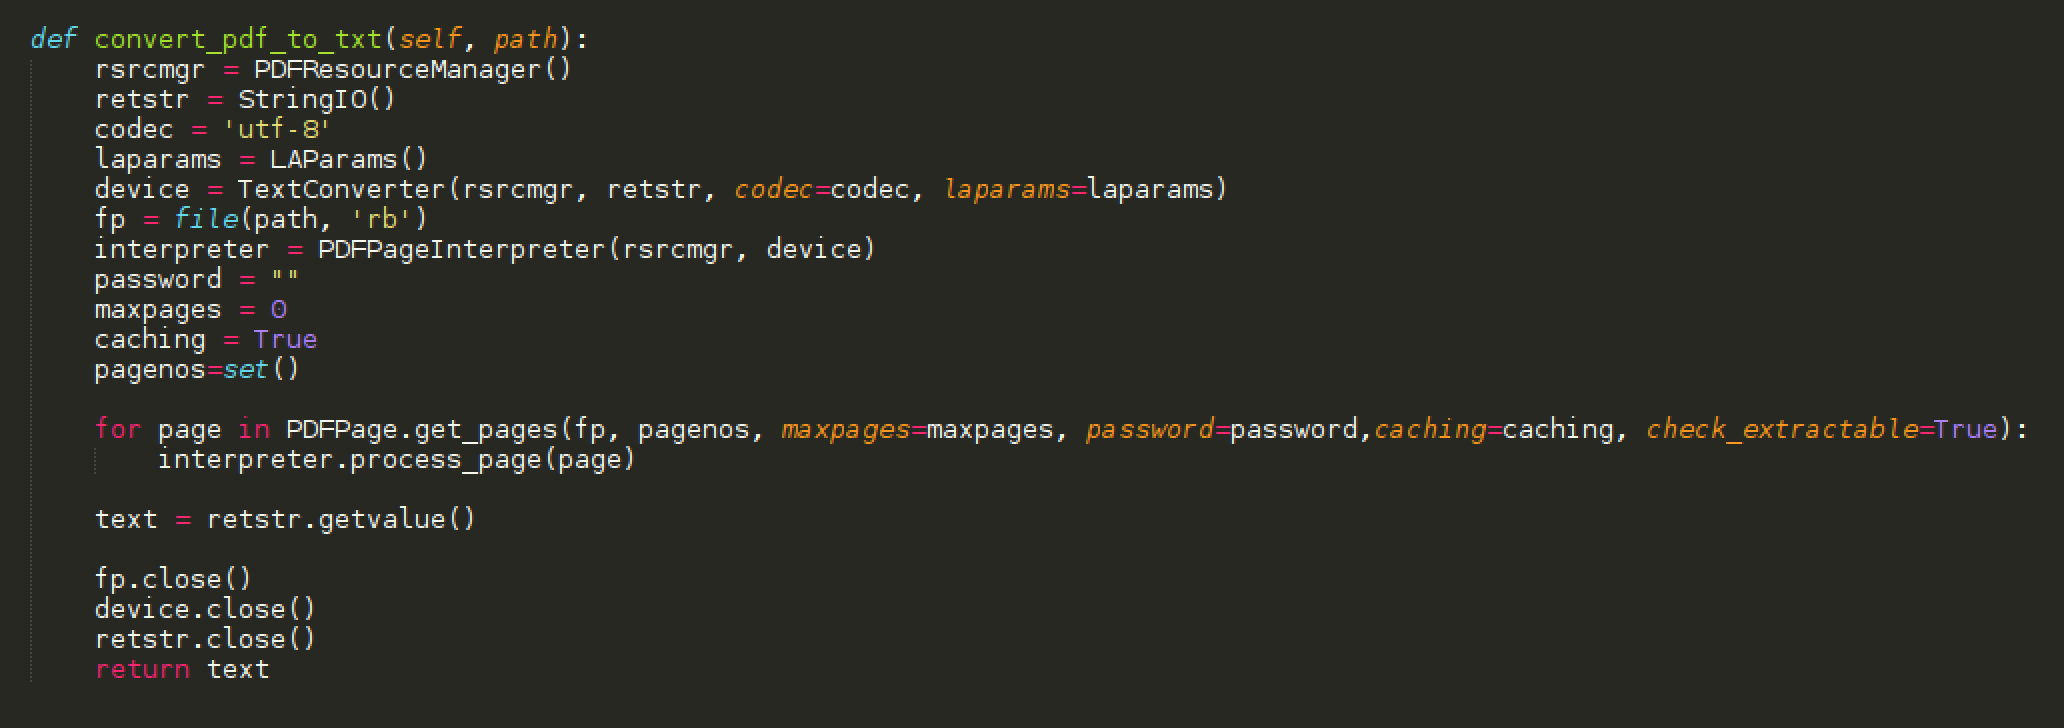 def convert_pdf_to_txt(self, path):
    rsrcmgr = PDFResourceManager()
    retstr = StringIO()
    codec = 'utf-8'
    laparams = LAParams()
    device = TextConverter(rsrcmgr, retstr, codec=codec, laparams=laparams)
    fp = file(path, 'rb')
    interpreter = PDFPageInterpreter(rsrcmgr, device)
    password = ""
    maxpages = 0
    caching = True
    pagenos=set()

    for page in PDFPage.get_pages(fp, pagenos, maxpages=maxpages, password=password,caching=caching, check_extractable=True):
        interpreter.process_page(page)

    text = retstr.getvalue()

    fp.close()
    device.close()
    retstr.close()
    return text